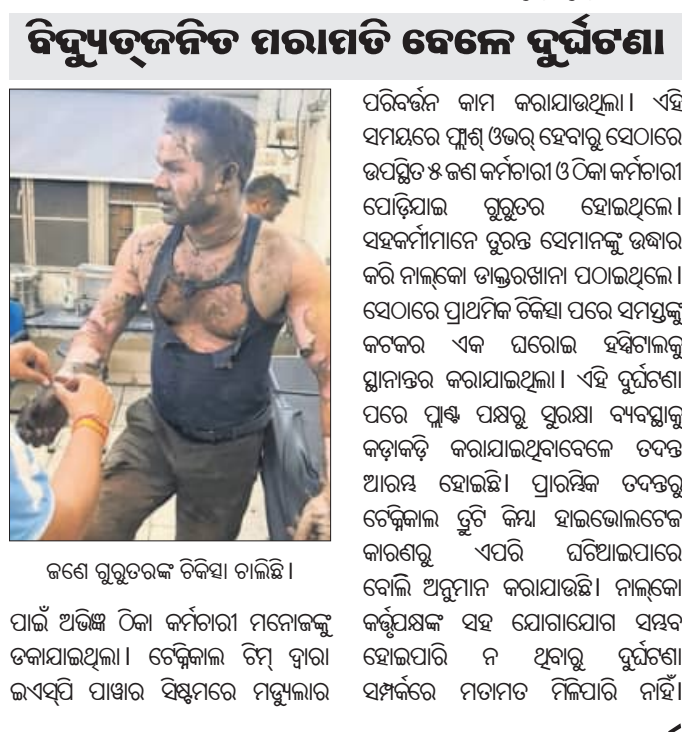 ବିଦ୍ୟୁତ୍‌ଜନିତ ମରାମତି ବେଳେ ଦୁର୍ଘଟଣା
ଜଣେ ଗୁରୁତରଙ୍କ ଚିକିତ୍ସା ଚାଲିଛି ।
ପାଇଁ ଅଭିଜ୍ଞ ଠିକା କର୍ମଚାରୀ ମନୋଜଙ୍କୁ
ଡକାଯାଇଥିଲା । ଟେକ୍ନିକାଲ ଟିମ୍ ଦ୍ୱାରା
ଇଏସ୍‌ପି ପାୱାର ସିଷ୍ଟମରେ ମଡ୍ୟୁଲାର
ପରିବର୍ତ୍ତନ କାମ କରାଯାଉଥିଲା । ଏହି
ସମୟରେ ଫ୍ଲାଶ୍ ଓଭର୍ ହେବାରୁ ସେଠାରେ
ଉପସ୍ଥିତ ୫ ଜଣ କର୍ମଚାରୀ ଓ ଠିକା କର୍ମଚାରୀ
ପୋଡ଼ିଯାଇ ଗୁରୁତର ହୋଇଥିଲେ ।
ସହକର୍ମୀମାନେ ତୁରନ୍ତ ସେମାନଙ୍କୁ ଉଦ୍ଧାର
କରି ନାଲ୍‌କୋ ଡାକ୍ତରଖାନା ପଠାଇଥିଲେ ।
ସେଠାରେ ପ୍ରାଥମିକ ଚିକିତ୍ସା ପରେ ସମସ୍ତଙ୍କୁ
କଟକର ଏକ ଘରୋଇ ହସ୍ପିଟାଲକୁ
ସ୍ଥାନାନ୍ତର କରାଯାଇଥିଲା । ଏହି ଦୁର୍ଘଟଣା
ପରେ ପ୍ଲାଣ୍ଟ ପକ୍ଷରୁ ସୁରକ୍ଷା ବ୍ୟବସ୍ଥାକୁ
କଡ଼ାକଡ଼ି କରାଯାଇଥିବାବେଳେ ତଦନ୍ତ
ଆରମ୍ଭ ହୋଇଛି । ପ୍ରାରମ୍ଭିକ ତଦନ୍ତରୁ
ଟେକ୍ନିକାଲ ତ୍ରୁଟି କିମ୍ବା ହାଇଭୋଲଟେଜ
କାରଣରୁ ଏପରି ଘଟିଥାଇପାରେ
ବୋଲି ଅନୁମାନ କରାଯାଉଛି । ନାଲ୍‌କୋ
କର୍ତ୍ତୃପକ୍ଷଙ୍କ ସହ ଯୋଗାଯୋଗ ସମ୍ଭବ
ହୋଇପାରି ନ ଥିବାରୁ ଦୁର୍ଘଟଣା
ସମ୍ପର୍କରେ ମତାମତ ମିଳିପାରି ନାହିଁ ।